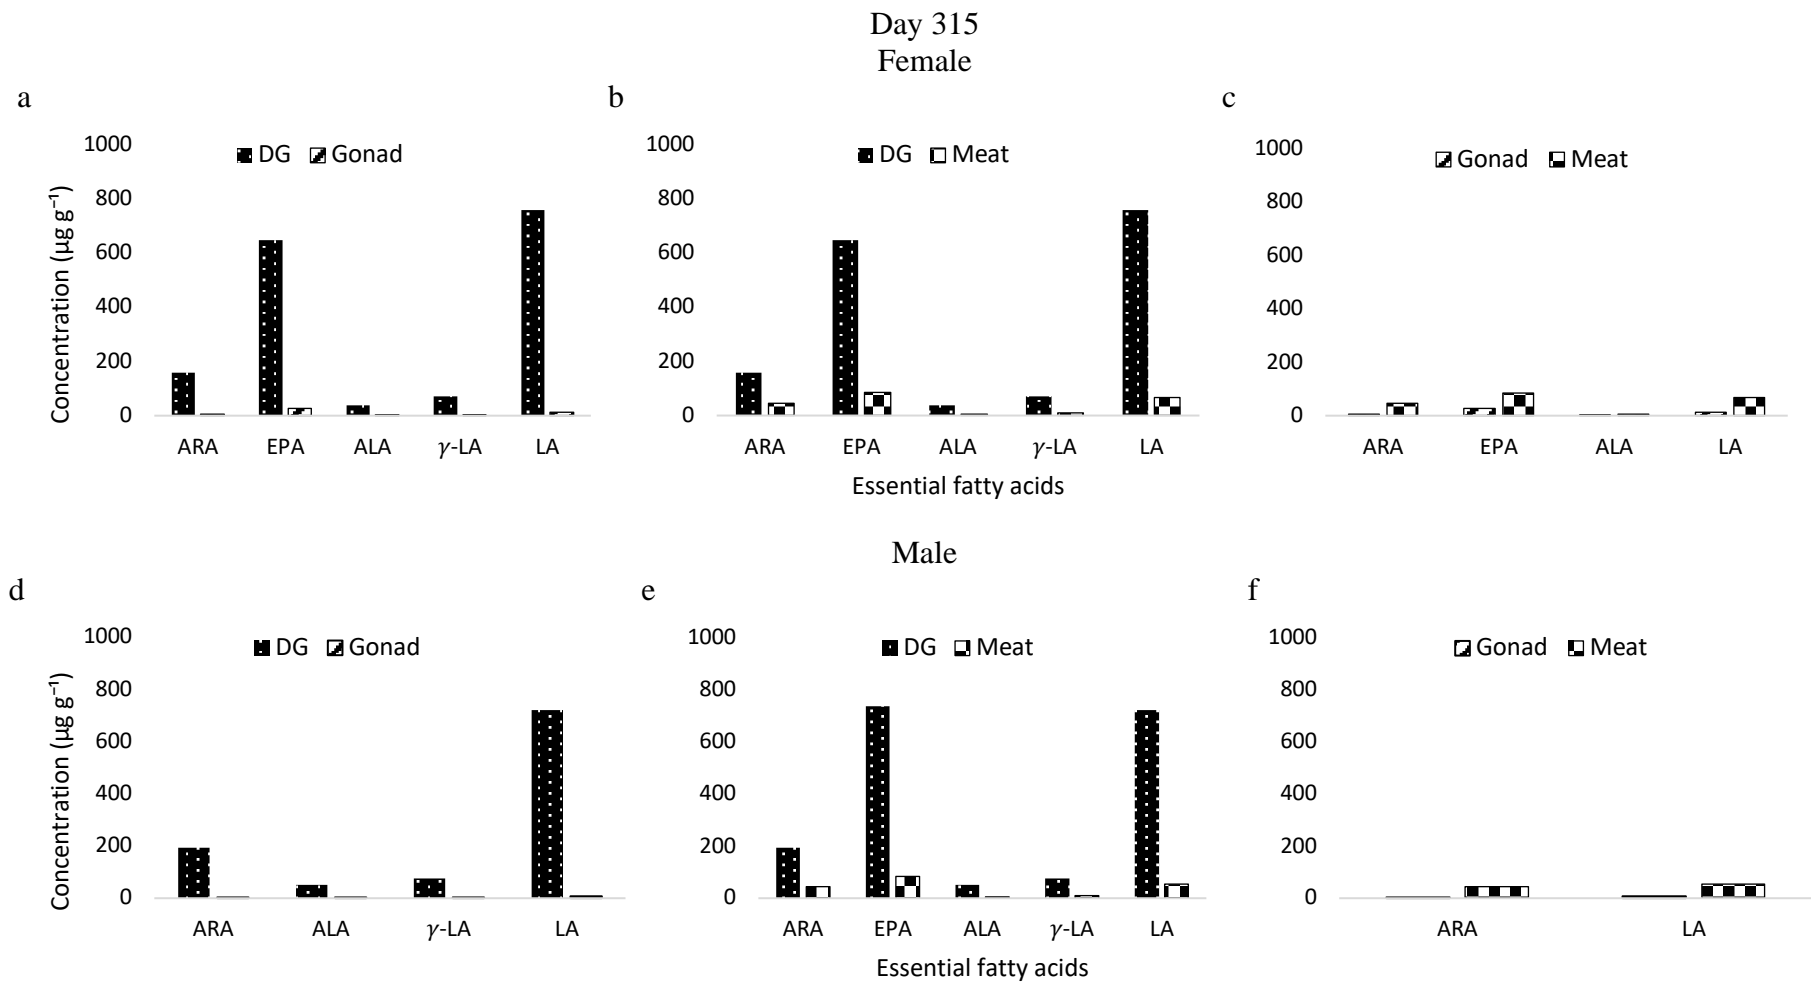 Day 315
Female
a
b
c
DG Gonad
DG Meat
Gonad Meat
Concentration (µg g⁻¹)
1000
800
600
400
200
0
1000
800
600
400
200
0
1000
800
600
400
200
0
ARA EPA ALA γ-LA LA
ARA EPA ALA γ-LA LA
ARA EPA ALA LA
Essential fatty acids
Male
d
e
f
DG Gonad
DG Meat
Gonad Meat
Concentration (µg g⁻¹)
1000
800
600
400
200
0
1000
800
600
400
200
0
1000
800
600
400
200
0
ARA ALA γ-LA LA
ARA EPA ALA γ-LA LA
ARA LA
Essential fatty acids